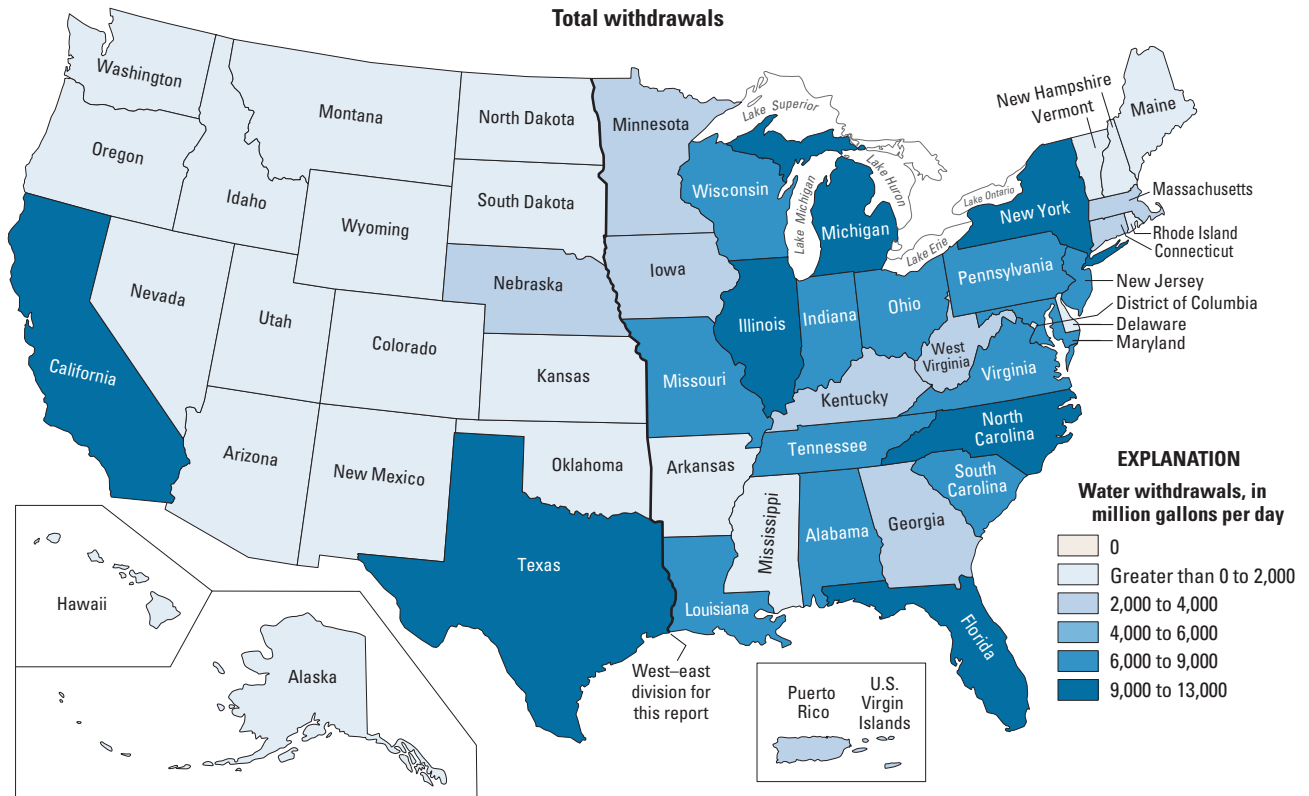 Total withdrawals
Washington
Oregon
California
Nevada
Idaho
Montana
Wyoming
Utah
Arizona
Colorado
New Mexico
North Dakota
South Dakota
Nebraska
Kansas
Oklahoma
Texas
Minnesota
Iowa
Missouri
Arkansas
Louisiana
Wisconsin
Illinois
Michigan
Indiana
Ohio
Kentucky
Tennessee
Mississippi
Alabama
Georgia
Florida
South
Carolina
North
Carolina
Virginia
West
Virginia
Pennsylvania
New York
Lake Superior
Lake Michigan
Lake Huron
Lake Erie
Lake Ontario
New Hampshire
Vermont
Maine
Massachusetts
Rhode Island
Connecticut
New Jersey
District of Columbia
Delaware
Maryland
Hawaii
Alaska
West–east
division for
this report
Puerto
Rico
U.S.
Virgin
Islands
EXPLANATION
Water withdrawals, in
million gallons per day
0
Greater than 0 to 2,000
2,000 to 4,000
4,000 to 6,000
6,000 to 9,000
9,000 to 13,000